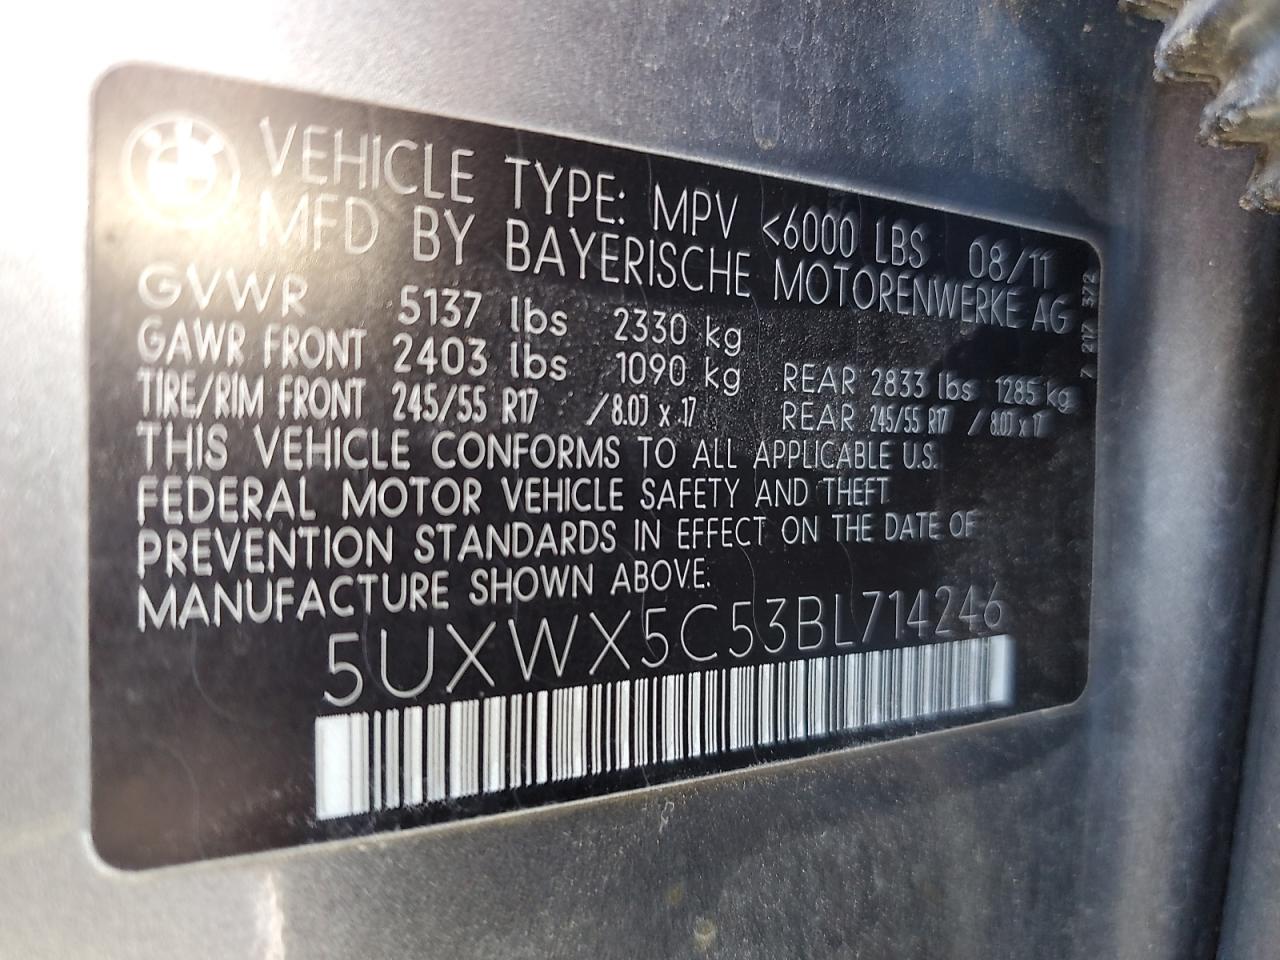 VEHICLE TYPE: MPV <6000 LBS 08/11
MFD BY BAYERISCHE MOTORENWERKE AG
GVWR 5137 lbs 2330 kg
GAWR FRONT 2403 lbs 1090 kg REAR 2833 lbs 1285 kg
TIRE/RIM FRONT 245/55 R17 /8.0J x 17 REAR 245/55 R17 / 8.0J x 17
THIS VEHICLE CONFORMS TO ALL APPLICABLE U.S.
FEDERAL MOTOR VEHICLE SAFETY AND THEFT
PREVENTION STANDARDS IN EFFECT ON THE DATE OF
MANUFACTURE SHOWN ABOVE.
5UXWX5C53BL714246